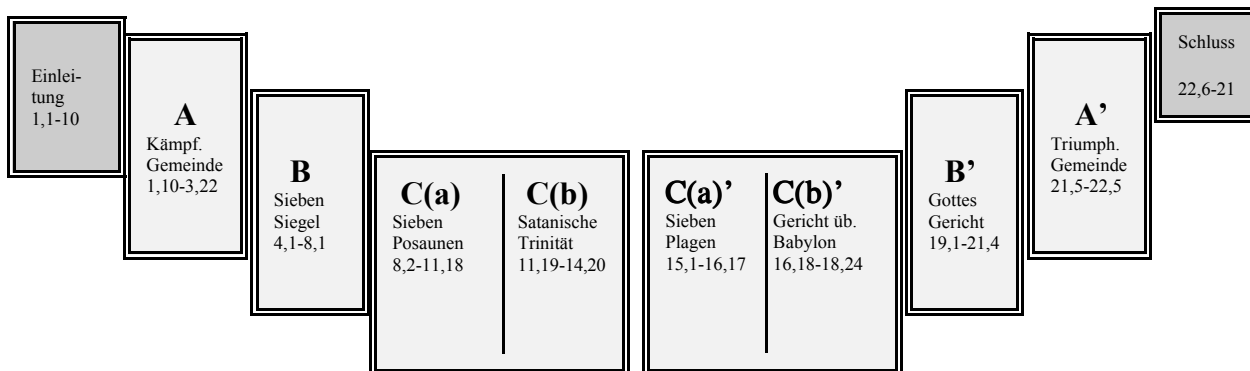 Einlei-
tung
1,1-10
A
Kämpf.
Gemeinde
1,10-3,22
B
Sieben
Siegel
4,1-8,1
C(a)
Sieben
Posaunen
8,2-11,18
C(b)
Satanische
Trinität
11,19-14,20
C(a)’
Sieben
Plagen
15,1-16,17
C(b)’
Gericht üb.
Babylon
16,18-18,24
B’
Gottes
Gericht
19,1-21,4
A’
Triumph.
Gemeinde
21,5-22,5
Schluss
22,6-21